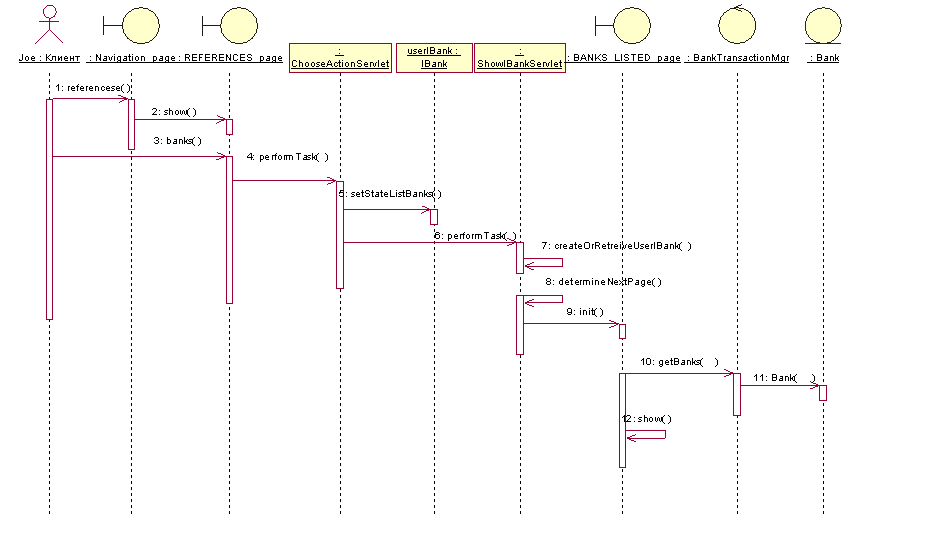 Joe : Клиент
: Navigation_page
: REFERENCES_page
: ChooseActionServlet
userIBank : IBank
: ShowIBankServlet
: BANKS_LISTED_page
: BankTransactionMgr
: Bank
1: referencese( )
2: show( )
3: banks( )
4: performTask( )
5: setStateListBanks( )
6: performTask( )
7: createOrRetreiveUserIBank( )
8: determineNextPage( )
9: init( )
10: getBanks( )
11: Bank( )
12: show( )